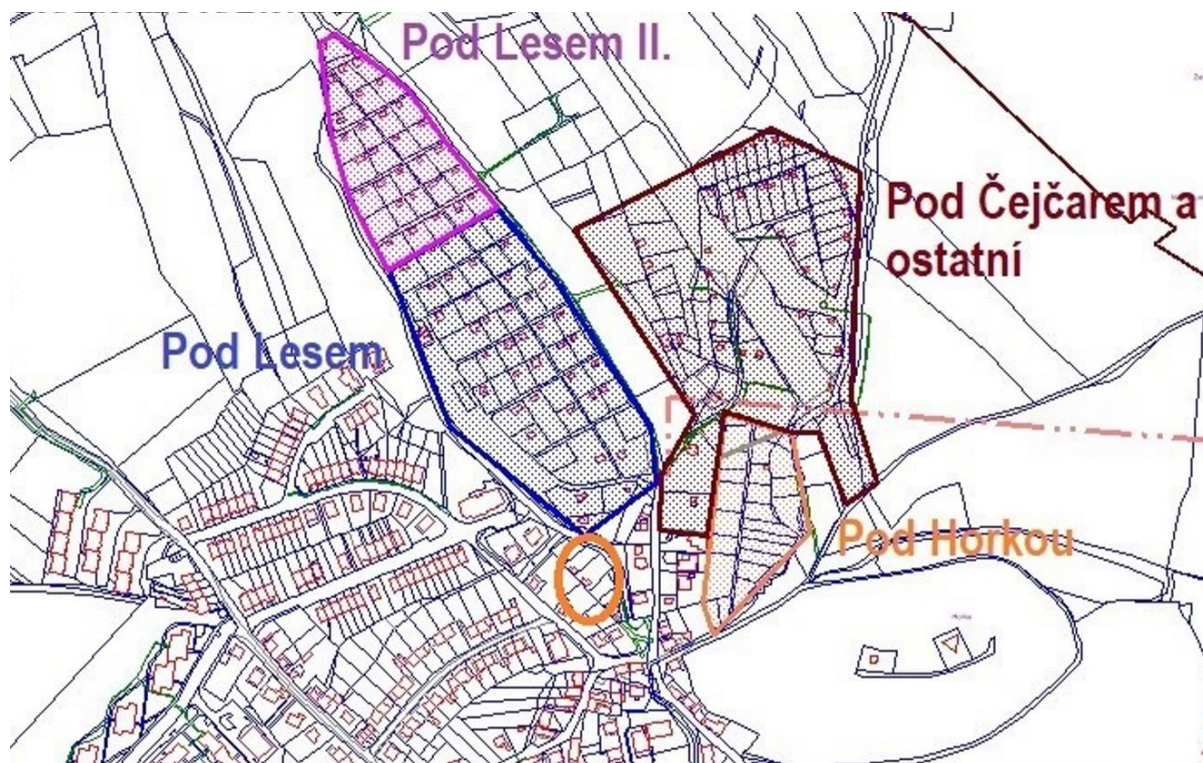 Pod Lesem II.
Pod Čejčarem a
ostatní
Pod Lesem
Pod Horkou